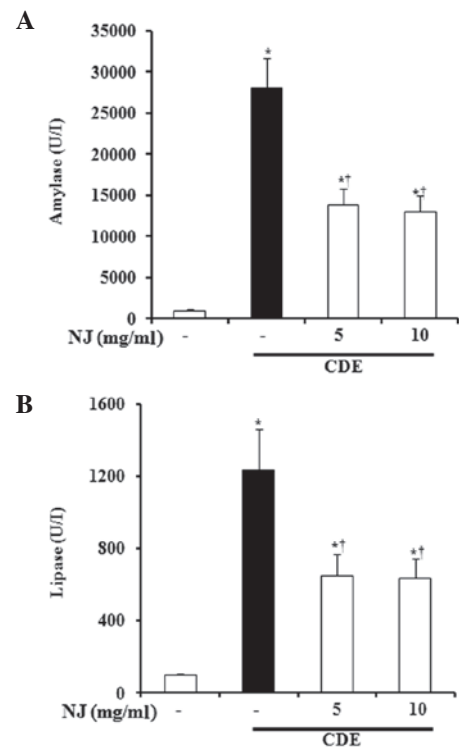 A
35000
30000
25000
20000
15000
10000
5000
0
Amylase (U/I)
*
*†
*†
NJ (mg/ml) - - 5 10
CDE
B
1600
1200
800
400
0
Lipase (U/I)
*
*†
*†
NJ (mg/ml) - - 5 10
CDE